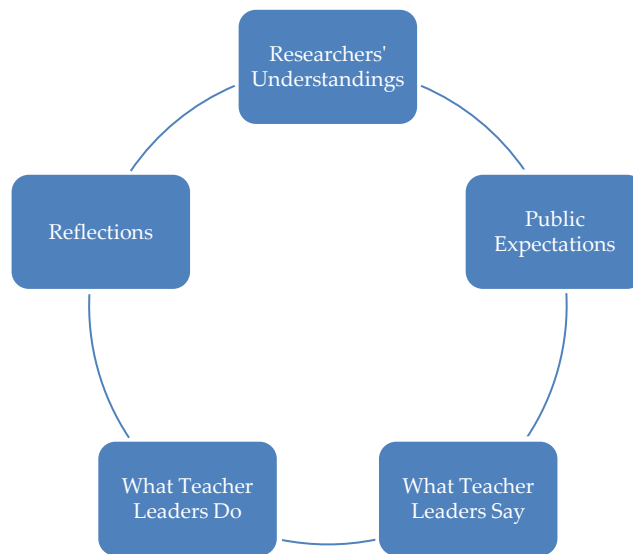 Researchers'
Understandings
Public
Expectations
What Teacher
Leaders Say
What Teacher
Leaders Do
Reflections